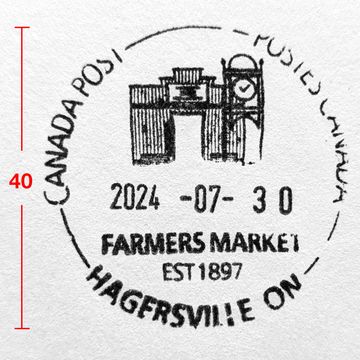 CANADA POST
POSTES CANADA
40
2024 -07- 30
FARMERS MARKET
EST 1897
HAGERSVILLE ON